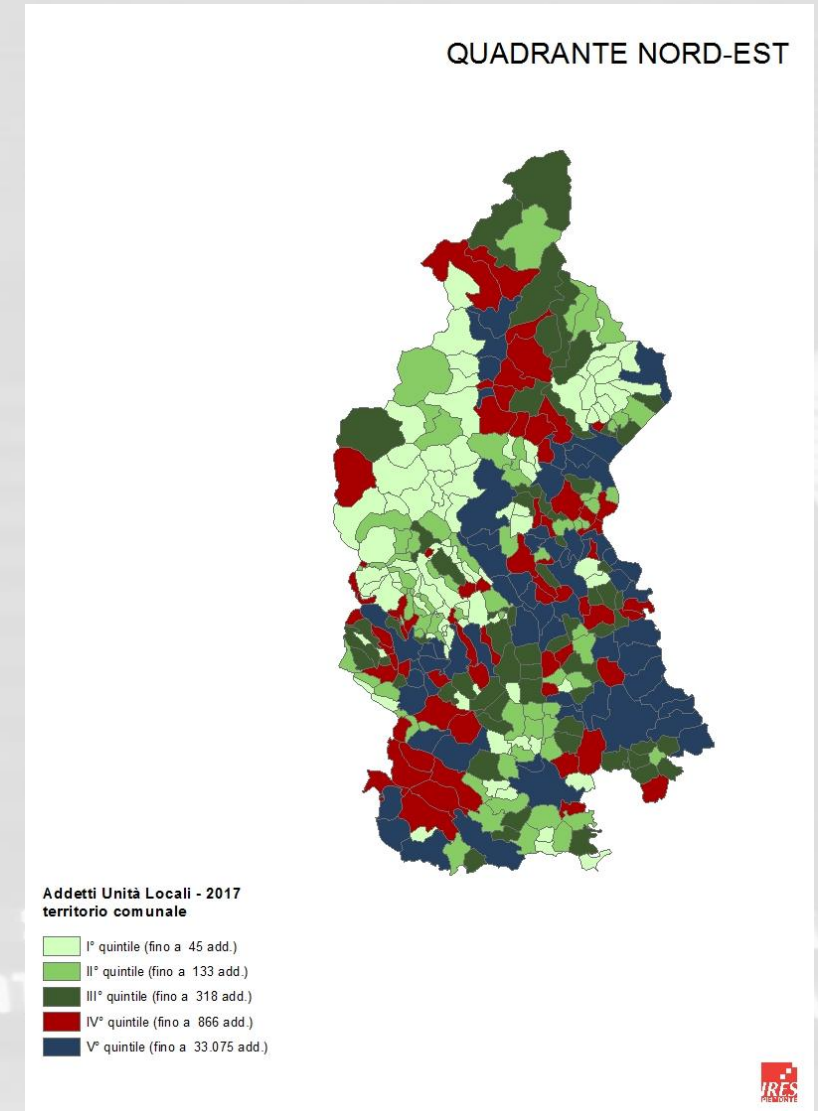 QUADRANTE NORD-EST
Addetti Unità Locali - 2017
territorio comunale
I° quintile (fino a 45 add.)
II° quintile (fino a 133 add.)
III° quintile (fino a 318 add.)
IV° quintile (fino a 866 add.)
V° quintile (fino a 33.075 add.)
IRES
PIEMONTE